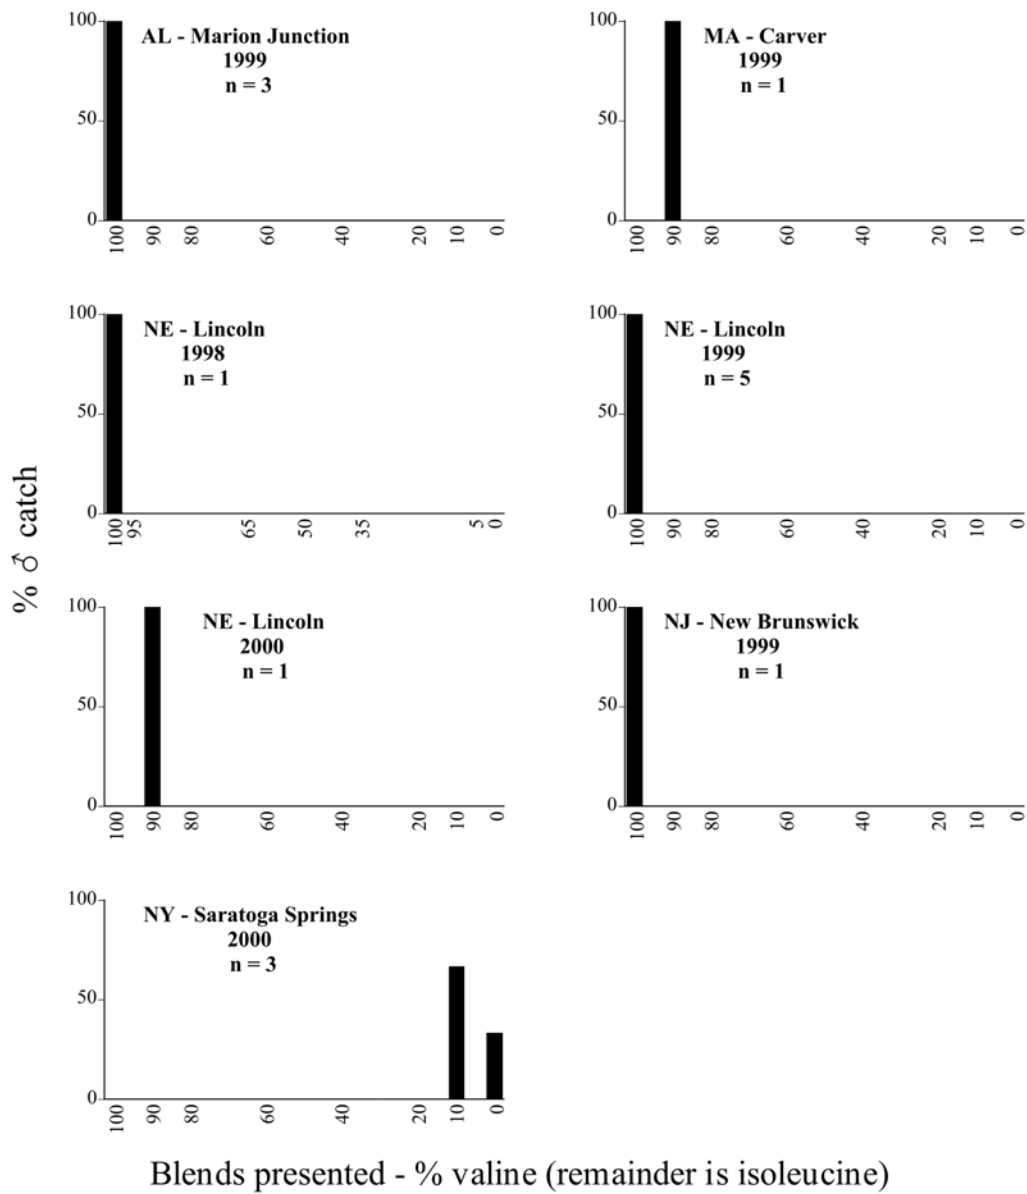 % ♂ catch
AL - Marion Junction
1999
n = 3
100
50
0
100 90 80 60 40 20 10 0
MA - Carver
1999
n = 1
100
50
0
100 90 80 60 40 20 10 0
NE - Lincoln
1998
n = 1
100
50
0
100 95 65 50 35 5 0
NE - Lincoln
1999
n = 5
100
50
0
100 90 80 60 40 20 10 0
NE - Lincoln
2000
n = 1
100
50
0
100 90 80 60 40 20 10 0
NJ - New Brunswick
1999
n = 1
100
50
0
100 90 80 60 40 20 10 0
NY - Saratoga Springs
2000
n = 3
100
50
0
100 90 80 60 40 20 10 0
Blends presented - % valine (remainder is isoleucine)